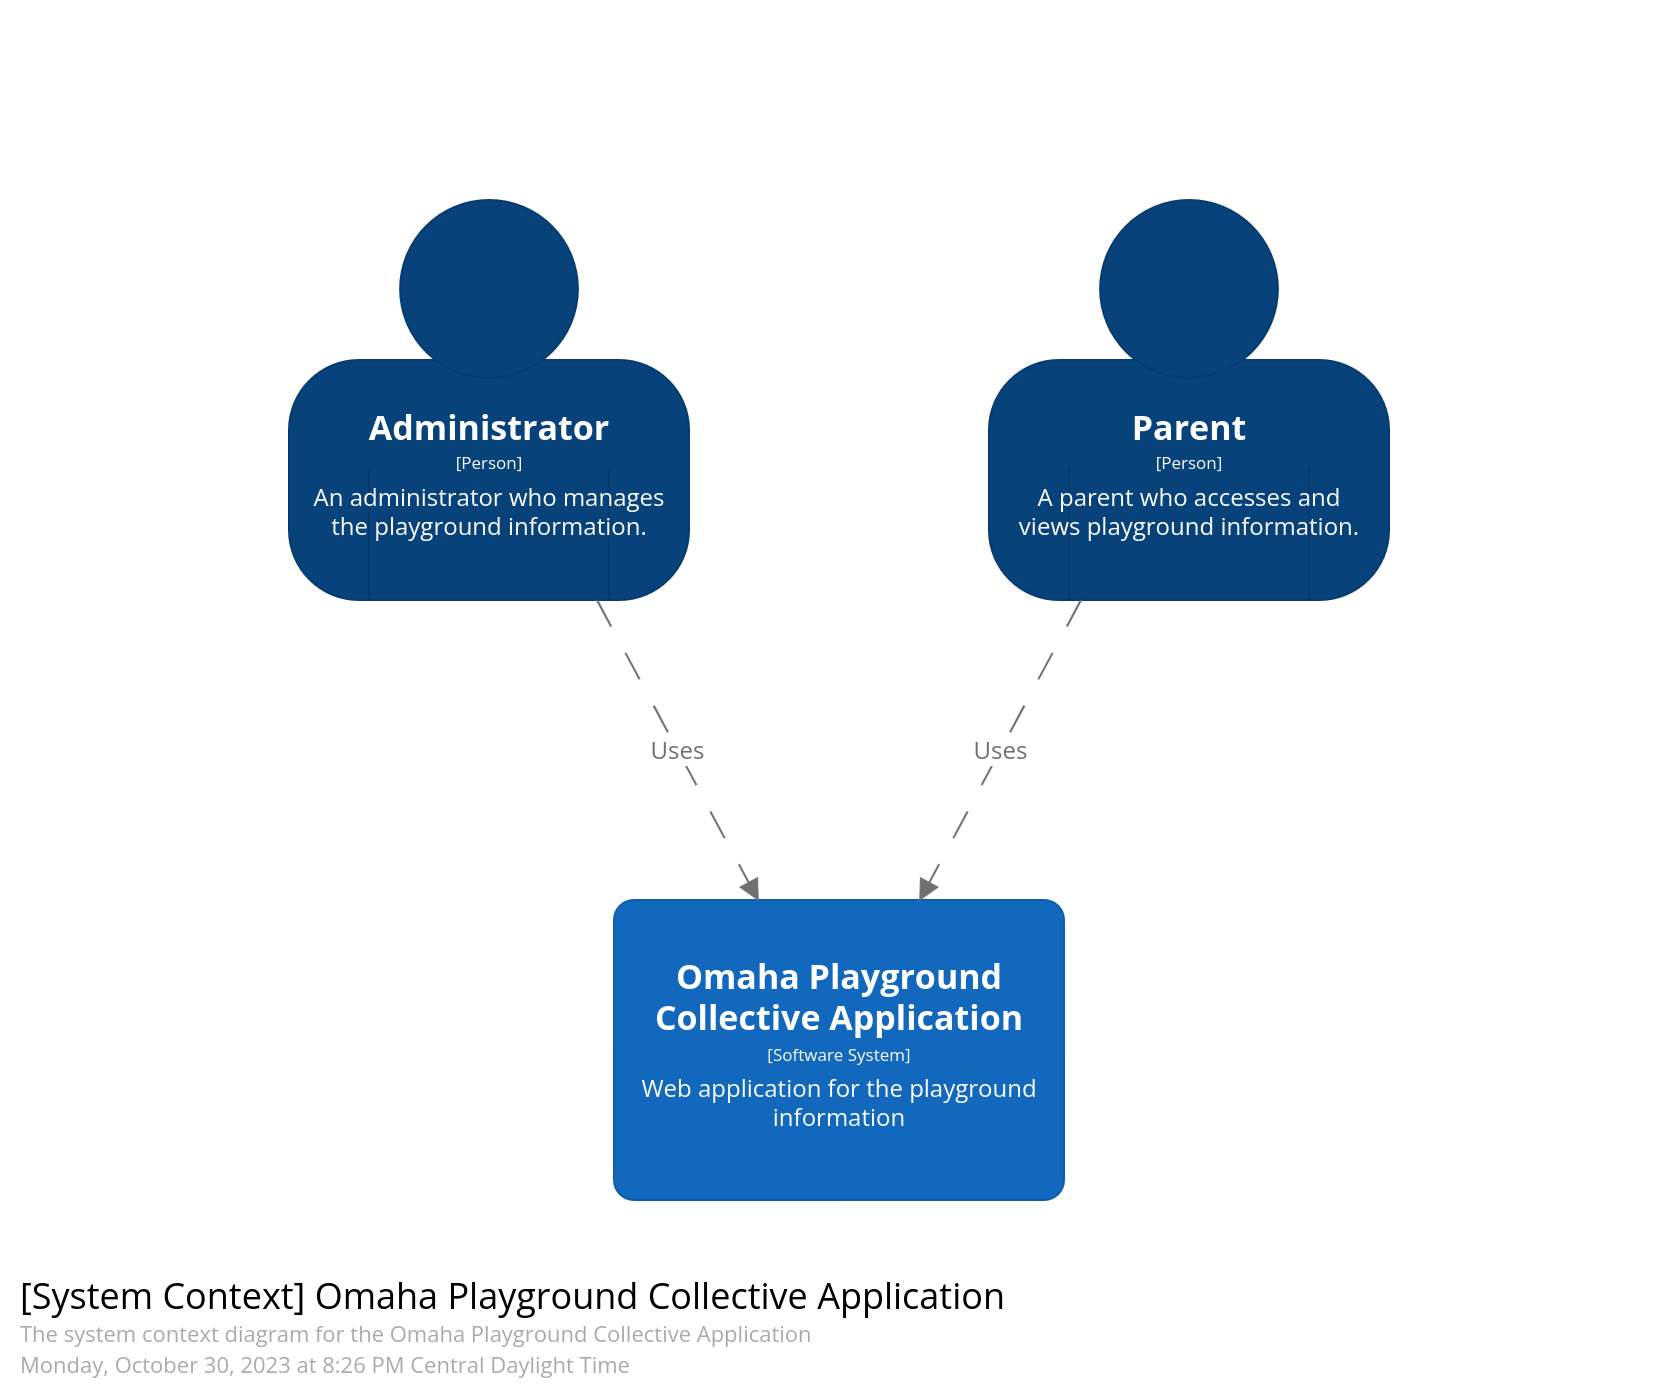 Administrator
[Person]
An administrator who manages
the playground information.
Parent
[Person]
A parent who accesses and
views playground information.
Uses
Uses
Omaha Playground
Collective Application
[Software System]
Web application for the playground
information
[System Context] Omaha Playground Collective Application
The system context diagram for the Omaha Playground Collective Application
Monday, October 30, 2023 at 8:26 PM Central Daylight Time